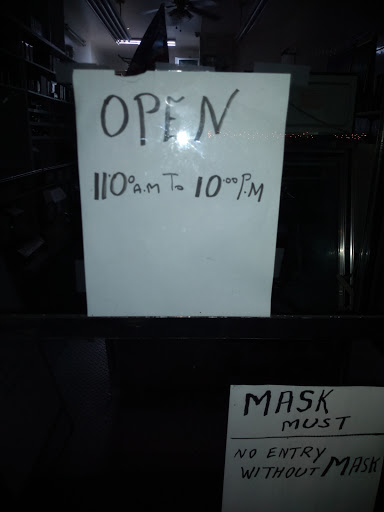 OPEN
11:00 A.M To 10:00 P.M
MASK
MUST
NO ENTRY
WITHOUT MASK